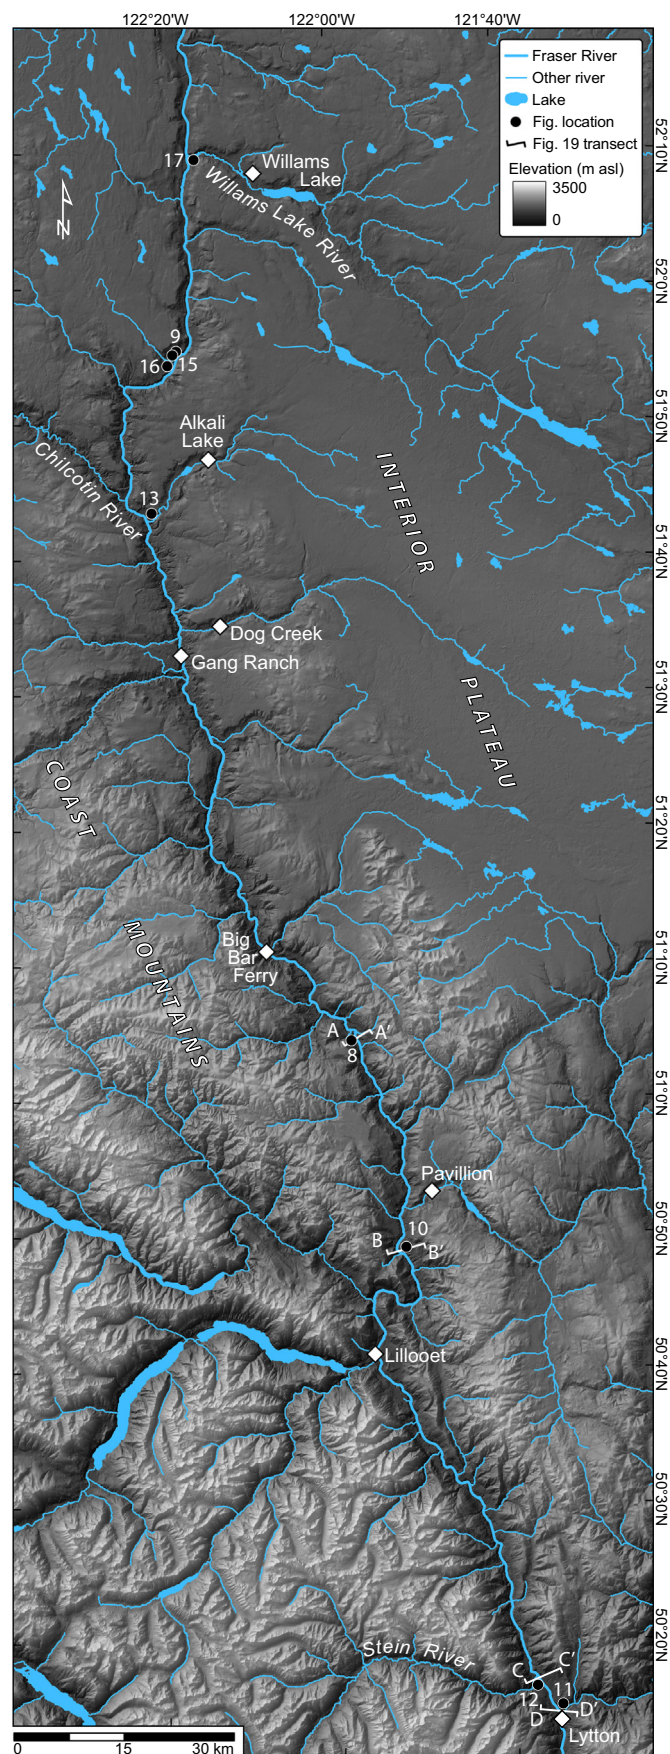 122°20'W 122°00'W 121°40'W
Fraser River
Other river
Lake
Fig. location
Fig. 19 transect
Elevation (m asl)
3500
0
52°10'N
17
Willams
Lake
Willams Lake River
N
52°0'N
9
15
16
51°50'N
Alkali
Lake
Chilcotin River
INTERIOR
13
51°40'N
Dog Creek
Gang Ranch
PLATEAU
51°30'N
COAST
51°20'N
MOUNTAINS
Big
Bar
Ferry
51°10'N
A A'
8
51°0'N
Pavillion
10
B B'
50°50'N
Lillooet
50°40'N
50°30'N
50°20'N
Stein River
C C'
12 11
D D'
Lytton
0 15 30 km